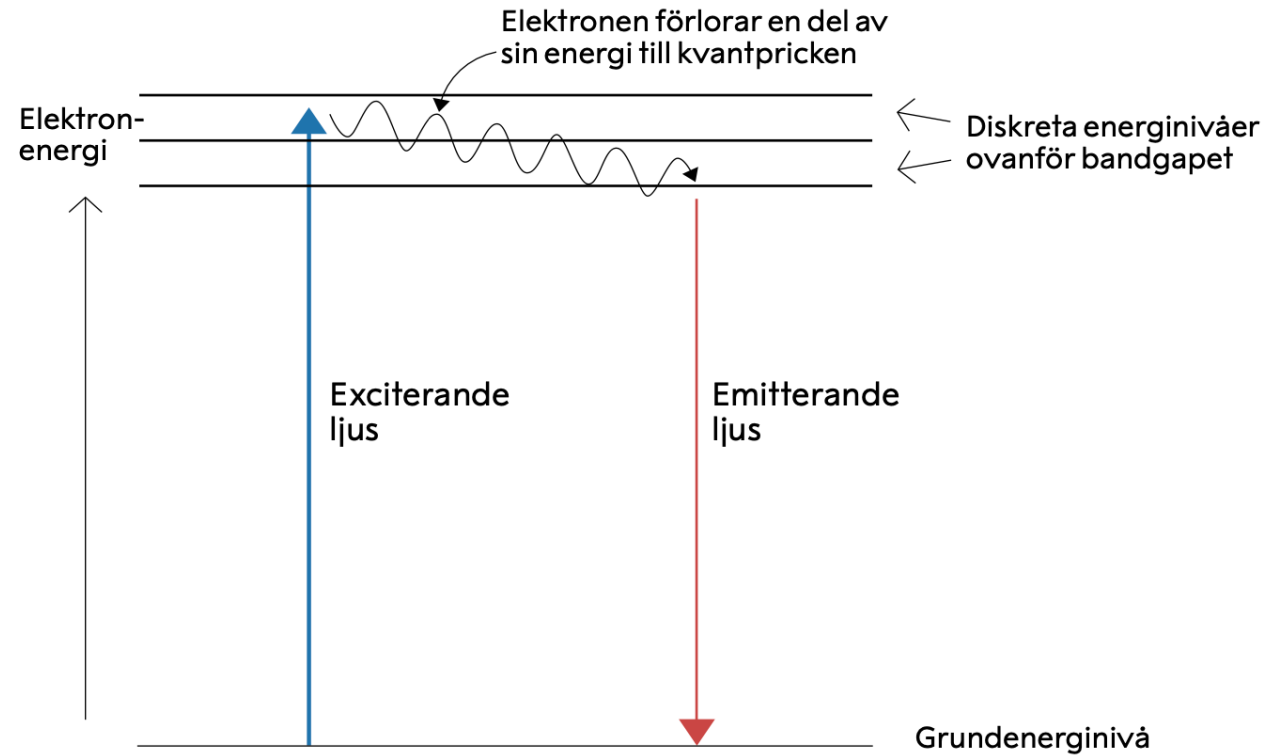 Elektronen förlorar en del av
sin energi till kvantpricken
Elektron-
energi
Diskreta energinivåer
ovanför bandgapet
Exciterande
ljus
Emitterande
ljus
Grundenerginivå